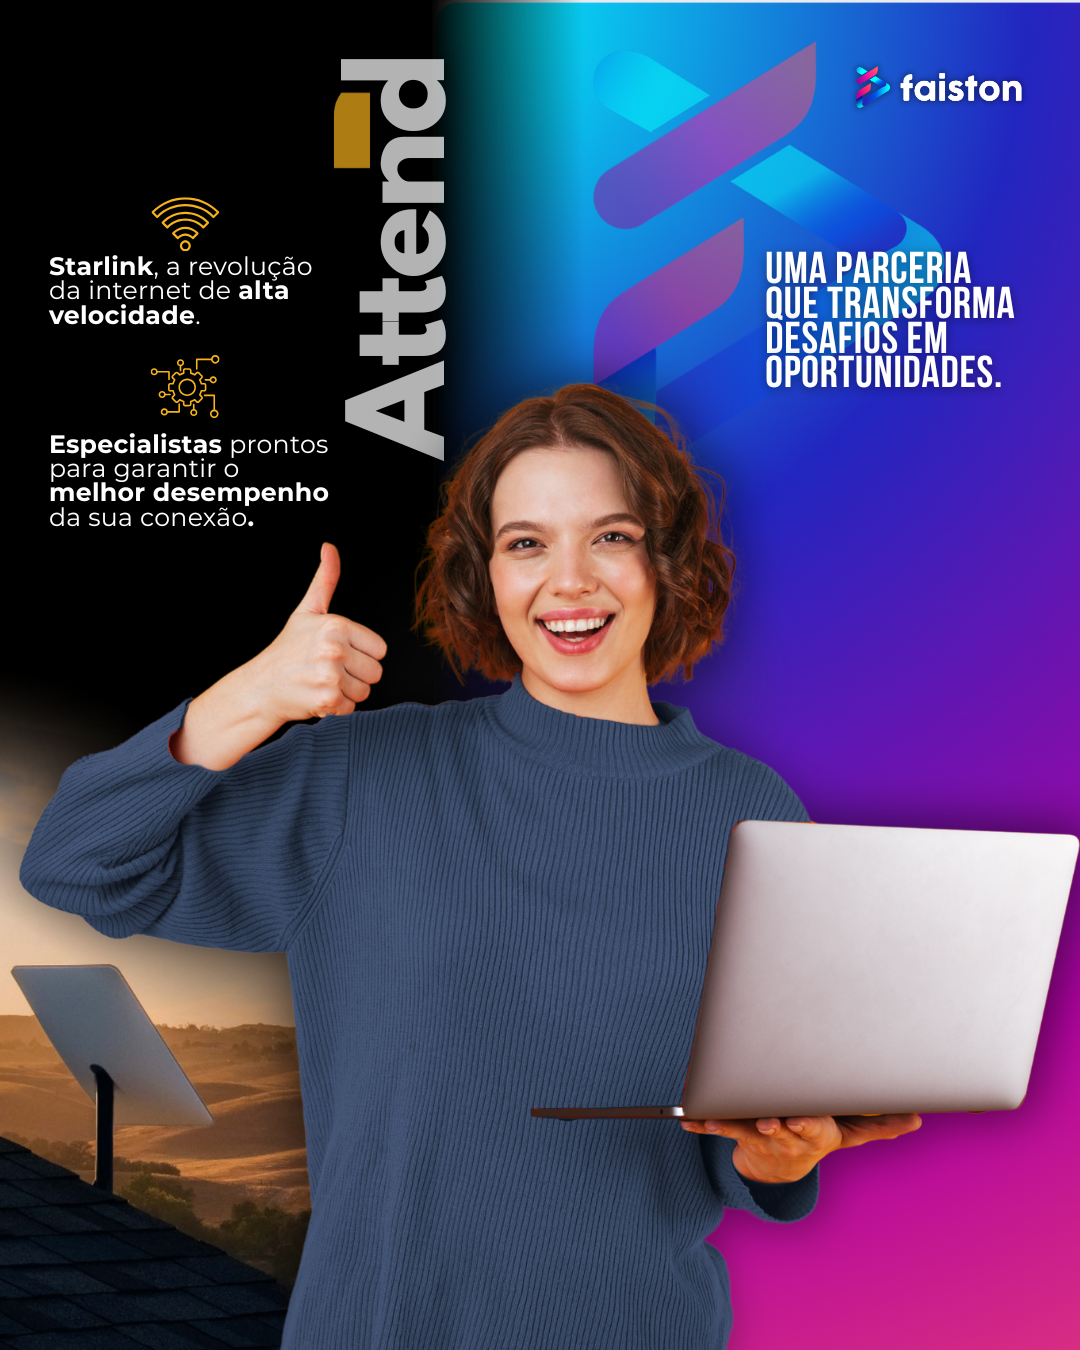 Attend
faiston
Starlink, a revolução
da internet de alta
velocidade.
Especialistas prontos
para garantir o
melhor desempenho
da sua conexão.
UMA PARCERIA
QUE TRANSFORMA
DESAFIOS EM
OPORTUNIDADES.